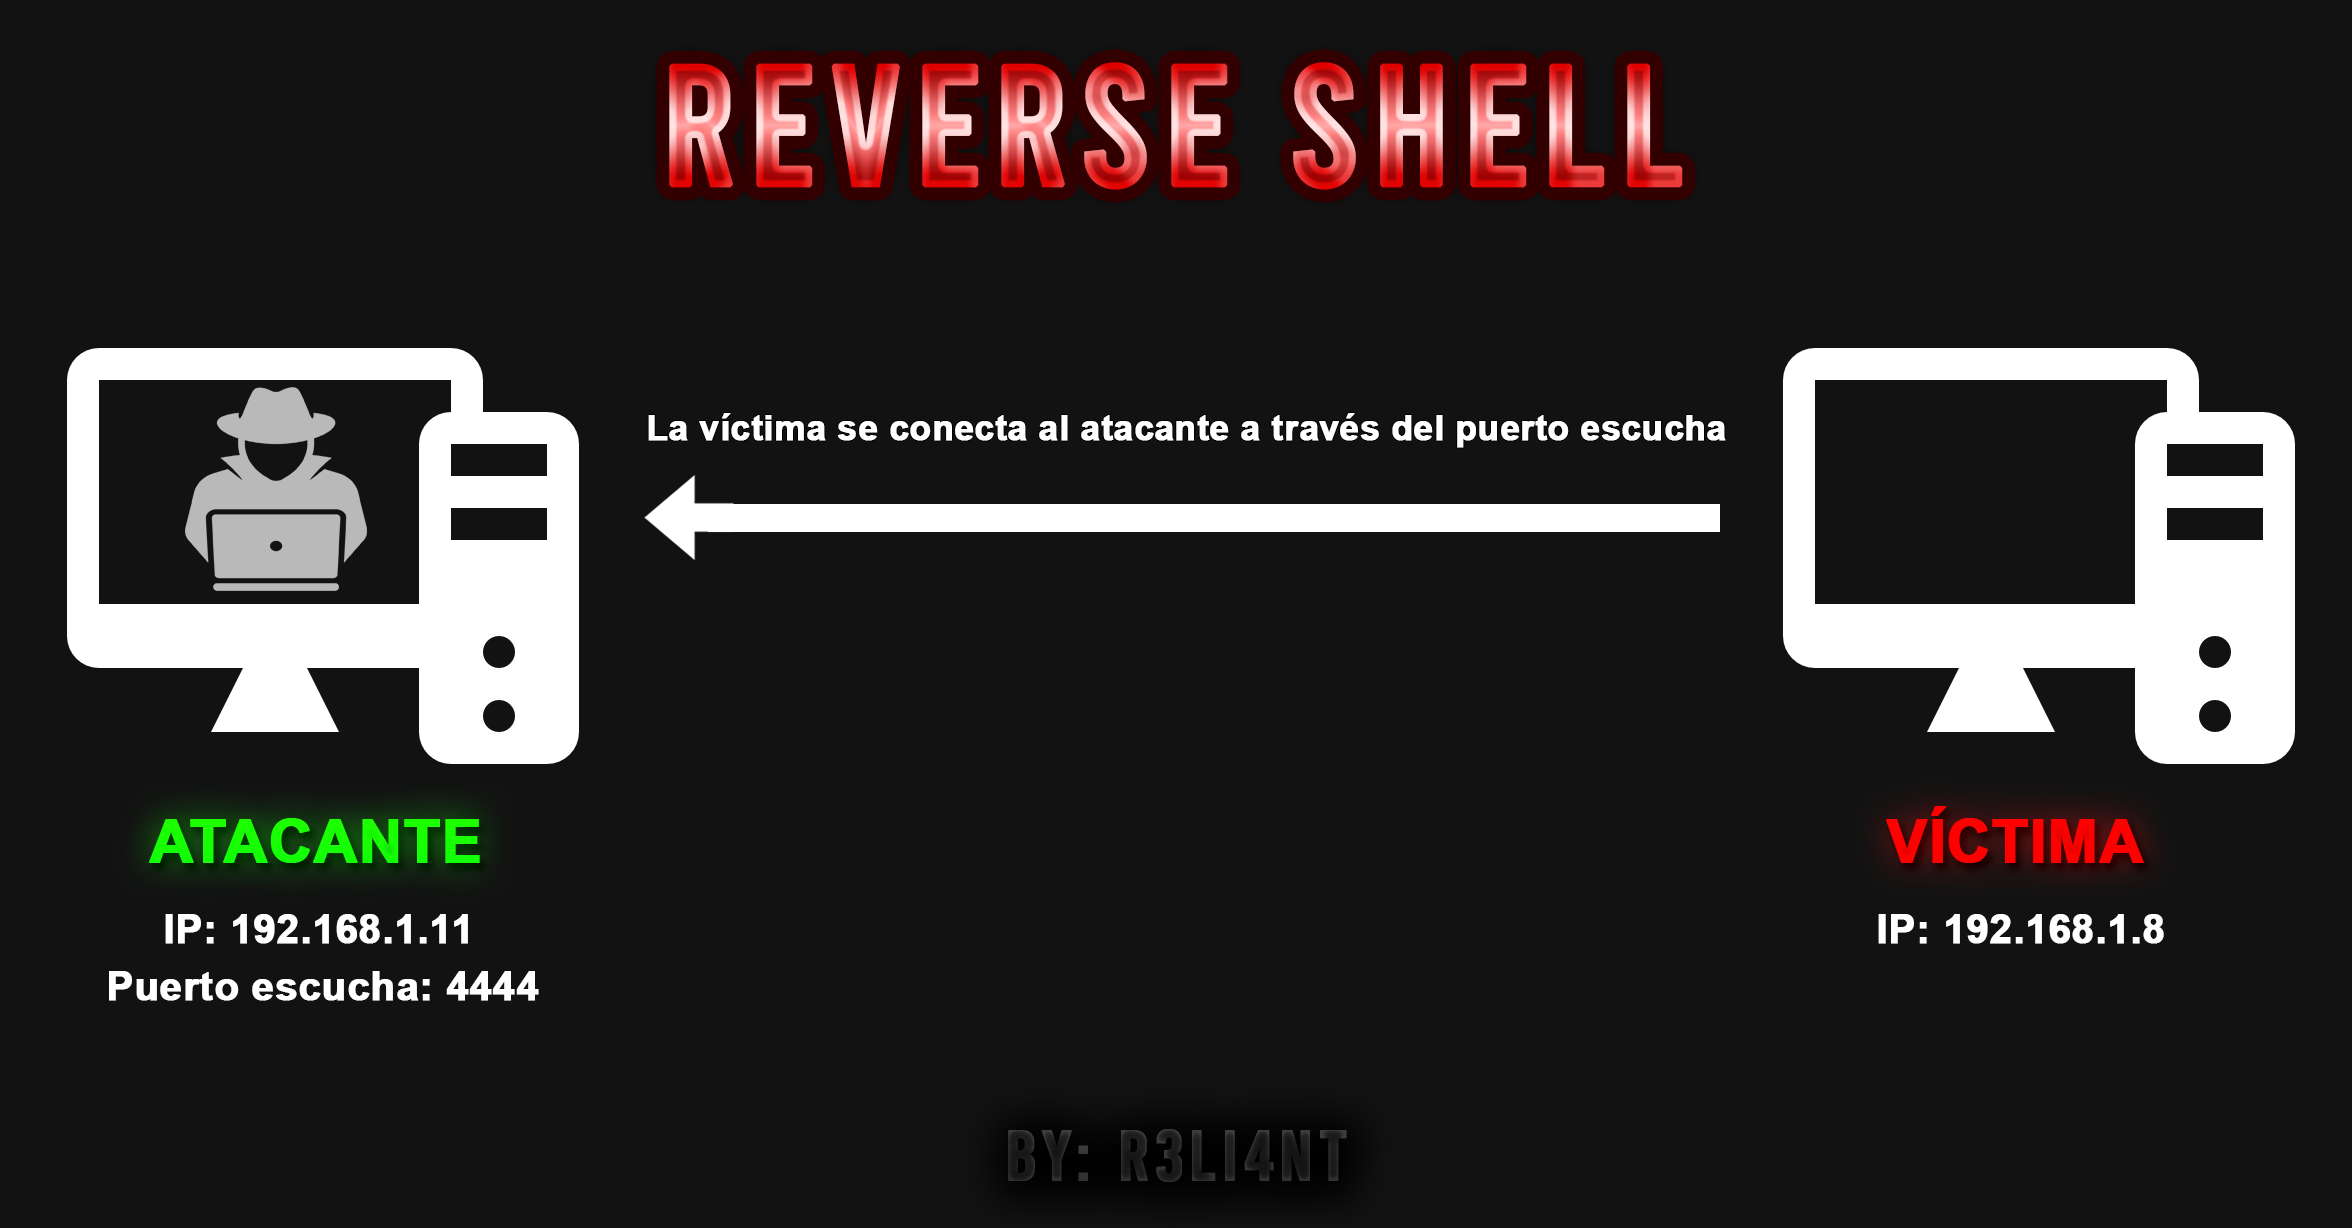 REVERSE SHELL
La víctima se conecta al atacante a través del puerto escucha
ATACANTE
IP: 192.168.1.11
Puerto escucha: 4444
VÍCTIMA
IP: 192.168.1.8
BY: R3LI4NT